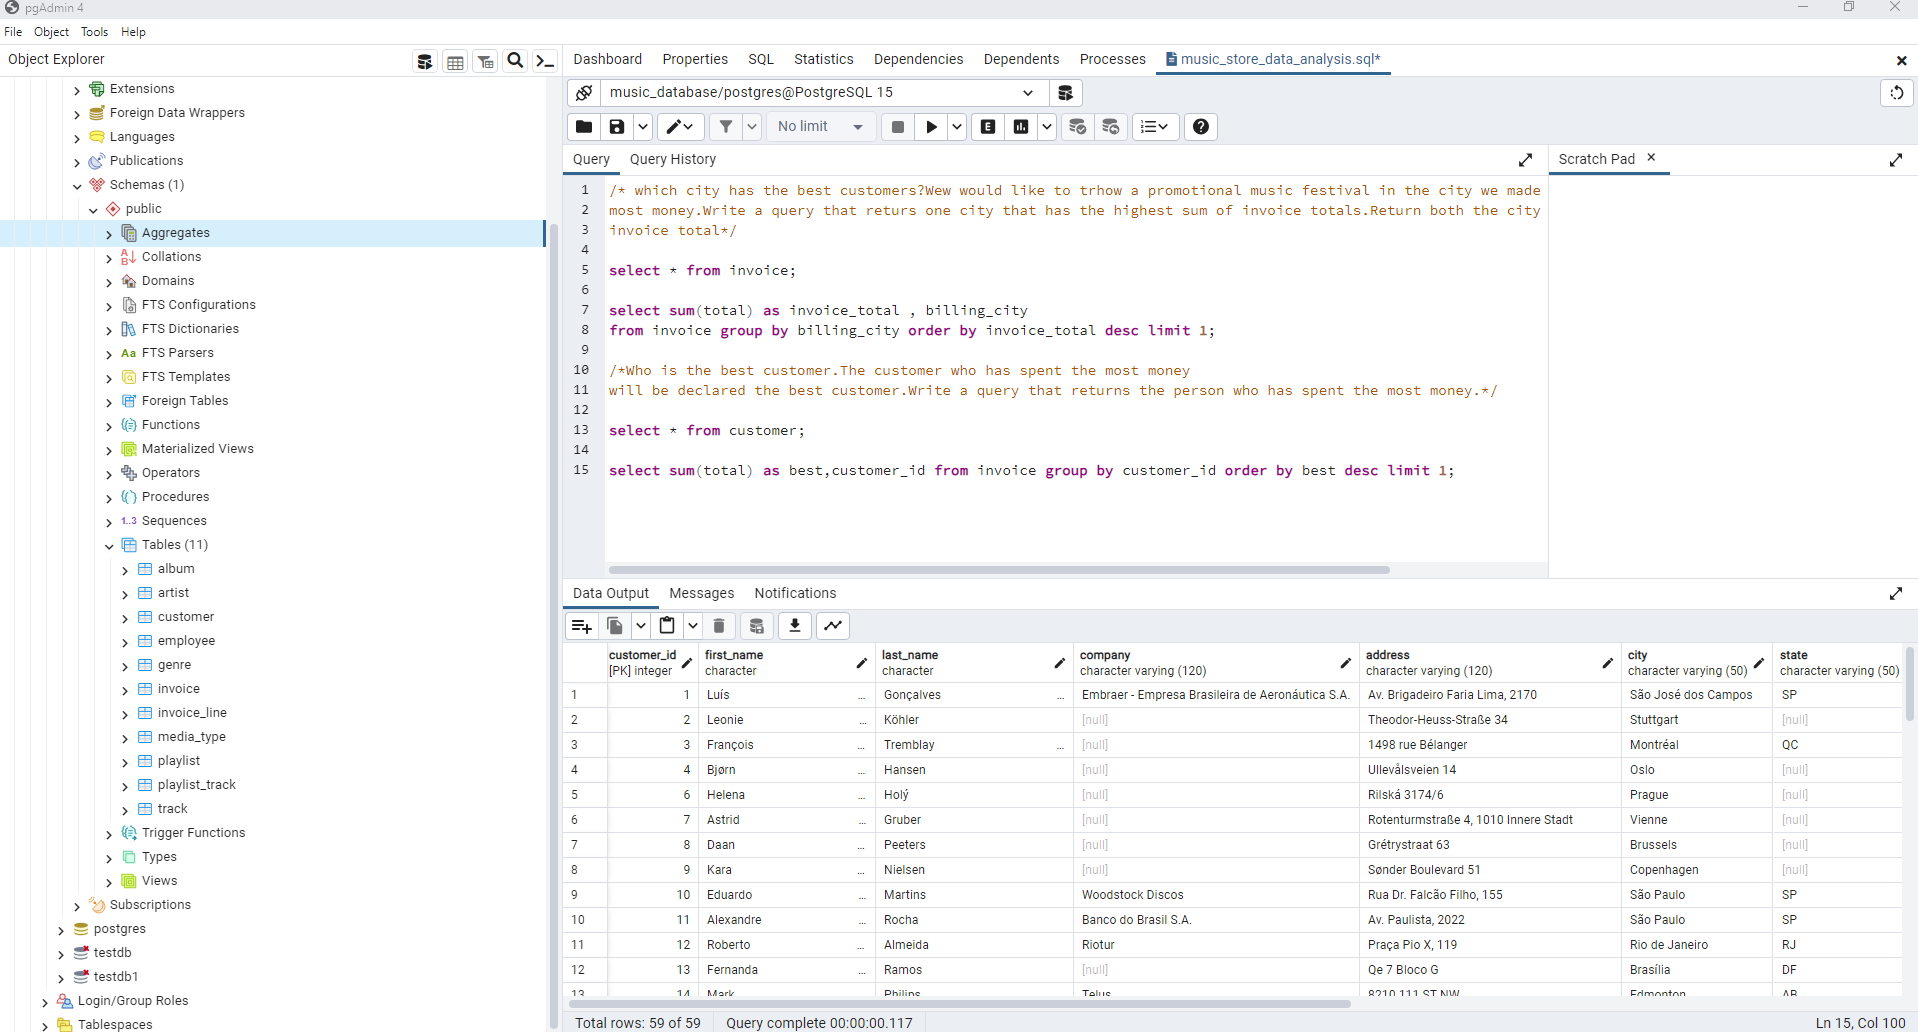 pgAdmin 4
File Object Tools Help
Object Explorer
Dashboard Properties SQL Statistics Dependencies Dependents Processes music_store_data_analysis.sql*
Extensions
Foreign Data Wrappers
Languages
Publications
Schemas (1)
public
Aggregates
Collations
Domains
FTS Configurations
FTS Dictionaries
Aa FTS Parsers
FTS Templates
Foreign Tables
Functions
Materialized Views
Operators
Procedures
1..3 Sequences
Tables (11)
album
artist
customer
employee
genre
invoice
invoice_line
media_type
playlist
playlist_track
track
Trigger Functions
Types
Views
Subscriptions
postgres
testdb
testdb1
Login/Group Roles
Tablespaces
music_database/postgres@PostgreSQL 15
No limit
E
Query Query History
Scratch Pad
1 /* which city has the best customers?Wew would like to trhow a promotional music festival in the city we made
2 most money.Write a query that returs one city that has the highest sum of invoice totals.Return both the city
3 invoice total*/
4
5 select * from invoice;
6
7 select sum(total) as invoice_total , billing_city
8 from invoice group by billing_city order by invoice_total desc limit 1;
9
10 /*Who is the best customer.The customer who has spent the most money
11 will be declared the best customer.Write a query that returns the person who has spent the most money.*/
12
13 select * from customer;
14
15 select sum(total) as best,customer_id from invoice group by customer_id order by best desc limit 1;
Data Output Messages Notifications
customer_id first_name last_name company address city state
[PK] integer character character character varying (120) character varying (120) character varying (50) character varying (50)
1 1 Luís ... Gonçalves ... Embraer - Empresa Brasileira de Aeronáutica S.A. Av. Brigadeiro Faria Lima, 2170 São José dos Campos SP
2 2 Leonie ... Köhler [null] Theodor-Heuss-Straße 34 Stuttgart [null]
3 3 François ... Tremblay ... [null] 1498 rue Bélanger Montréal QC
4 4 Bjørn ... Hansen [null] Ullevålsveien 14 Oslo [null]
5 6 Helena ... Holý [null] Rilská 3174/6 Prague [null]
6 7 Astrid ... Gruber [null] Rotenturmstraße 4, 1010 Innere Stadt Vienne [null]
7 8 Daan ... Peeters [null] Grétrystraat 63 Brussels [null]
8 9 Kara ... Nielsen [null] Sønder Boulevard 51 Copenhagen [null]
9 10 Eduardo ... Martins Woodstock Discos Rua Dr. Falcão Filho, 155 São Paulo SP
10 11 Alexandre ... Rocha Banco do Brasil S.A. Av. Paulista, 2022 São Paulo SP
11 12 Roberto ... Almeida Riotur Praça Pio X, 119 Rio de Janeiro RJ
12 13 Fernanda ... Ramos [null] Qe 7 Bloco G Brasília DF
13 14 Mark Philips Telus 8210 111 ST NW Edmonton AB
Total rows: 59 of 59 Query complete 00:00:00.117 Ln 15, Col 100